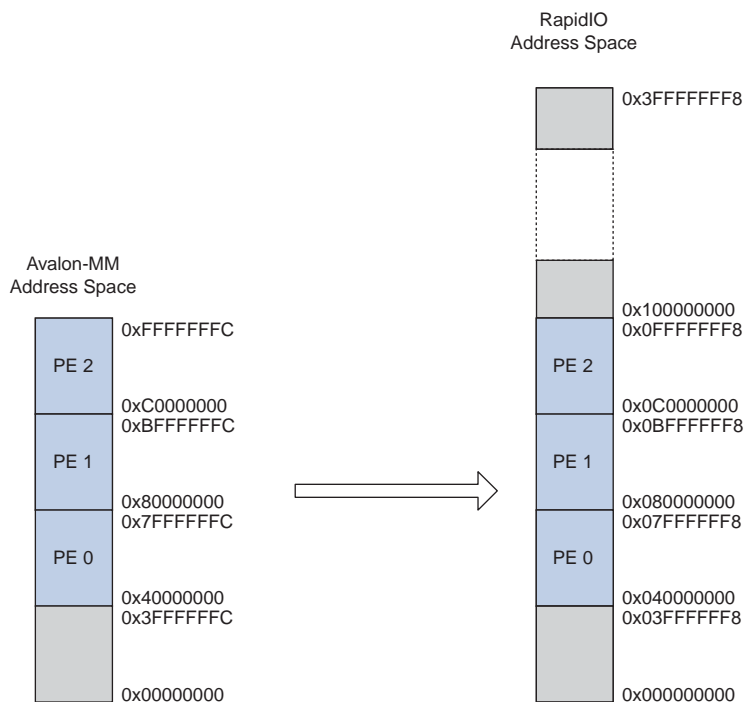 RapidIO
Address Space
0x3FFFFFFF8
Avalon-MM
Address Space
0xFFFFFFFC
PE 2
0xC0000000
0xBFFFFFFC
PE 1
0x80000000
0x7FFFFFFC
PE 0
0x40000000
0x3FFFFFFC
0x00000000
0x100000000
0x0FFFFFFF8
PE 2
0x0C0000000
0x0BFFFFFF8
PE 1
0x080000000
0x07FFFFFF8
PE 0
0x040000000
0x03FFFFFF8
0x000000000